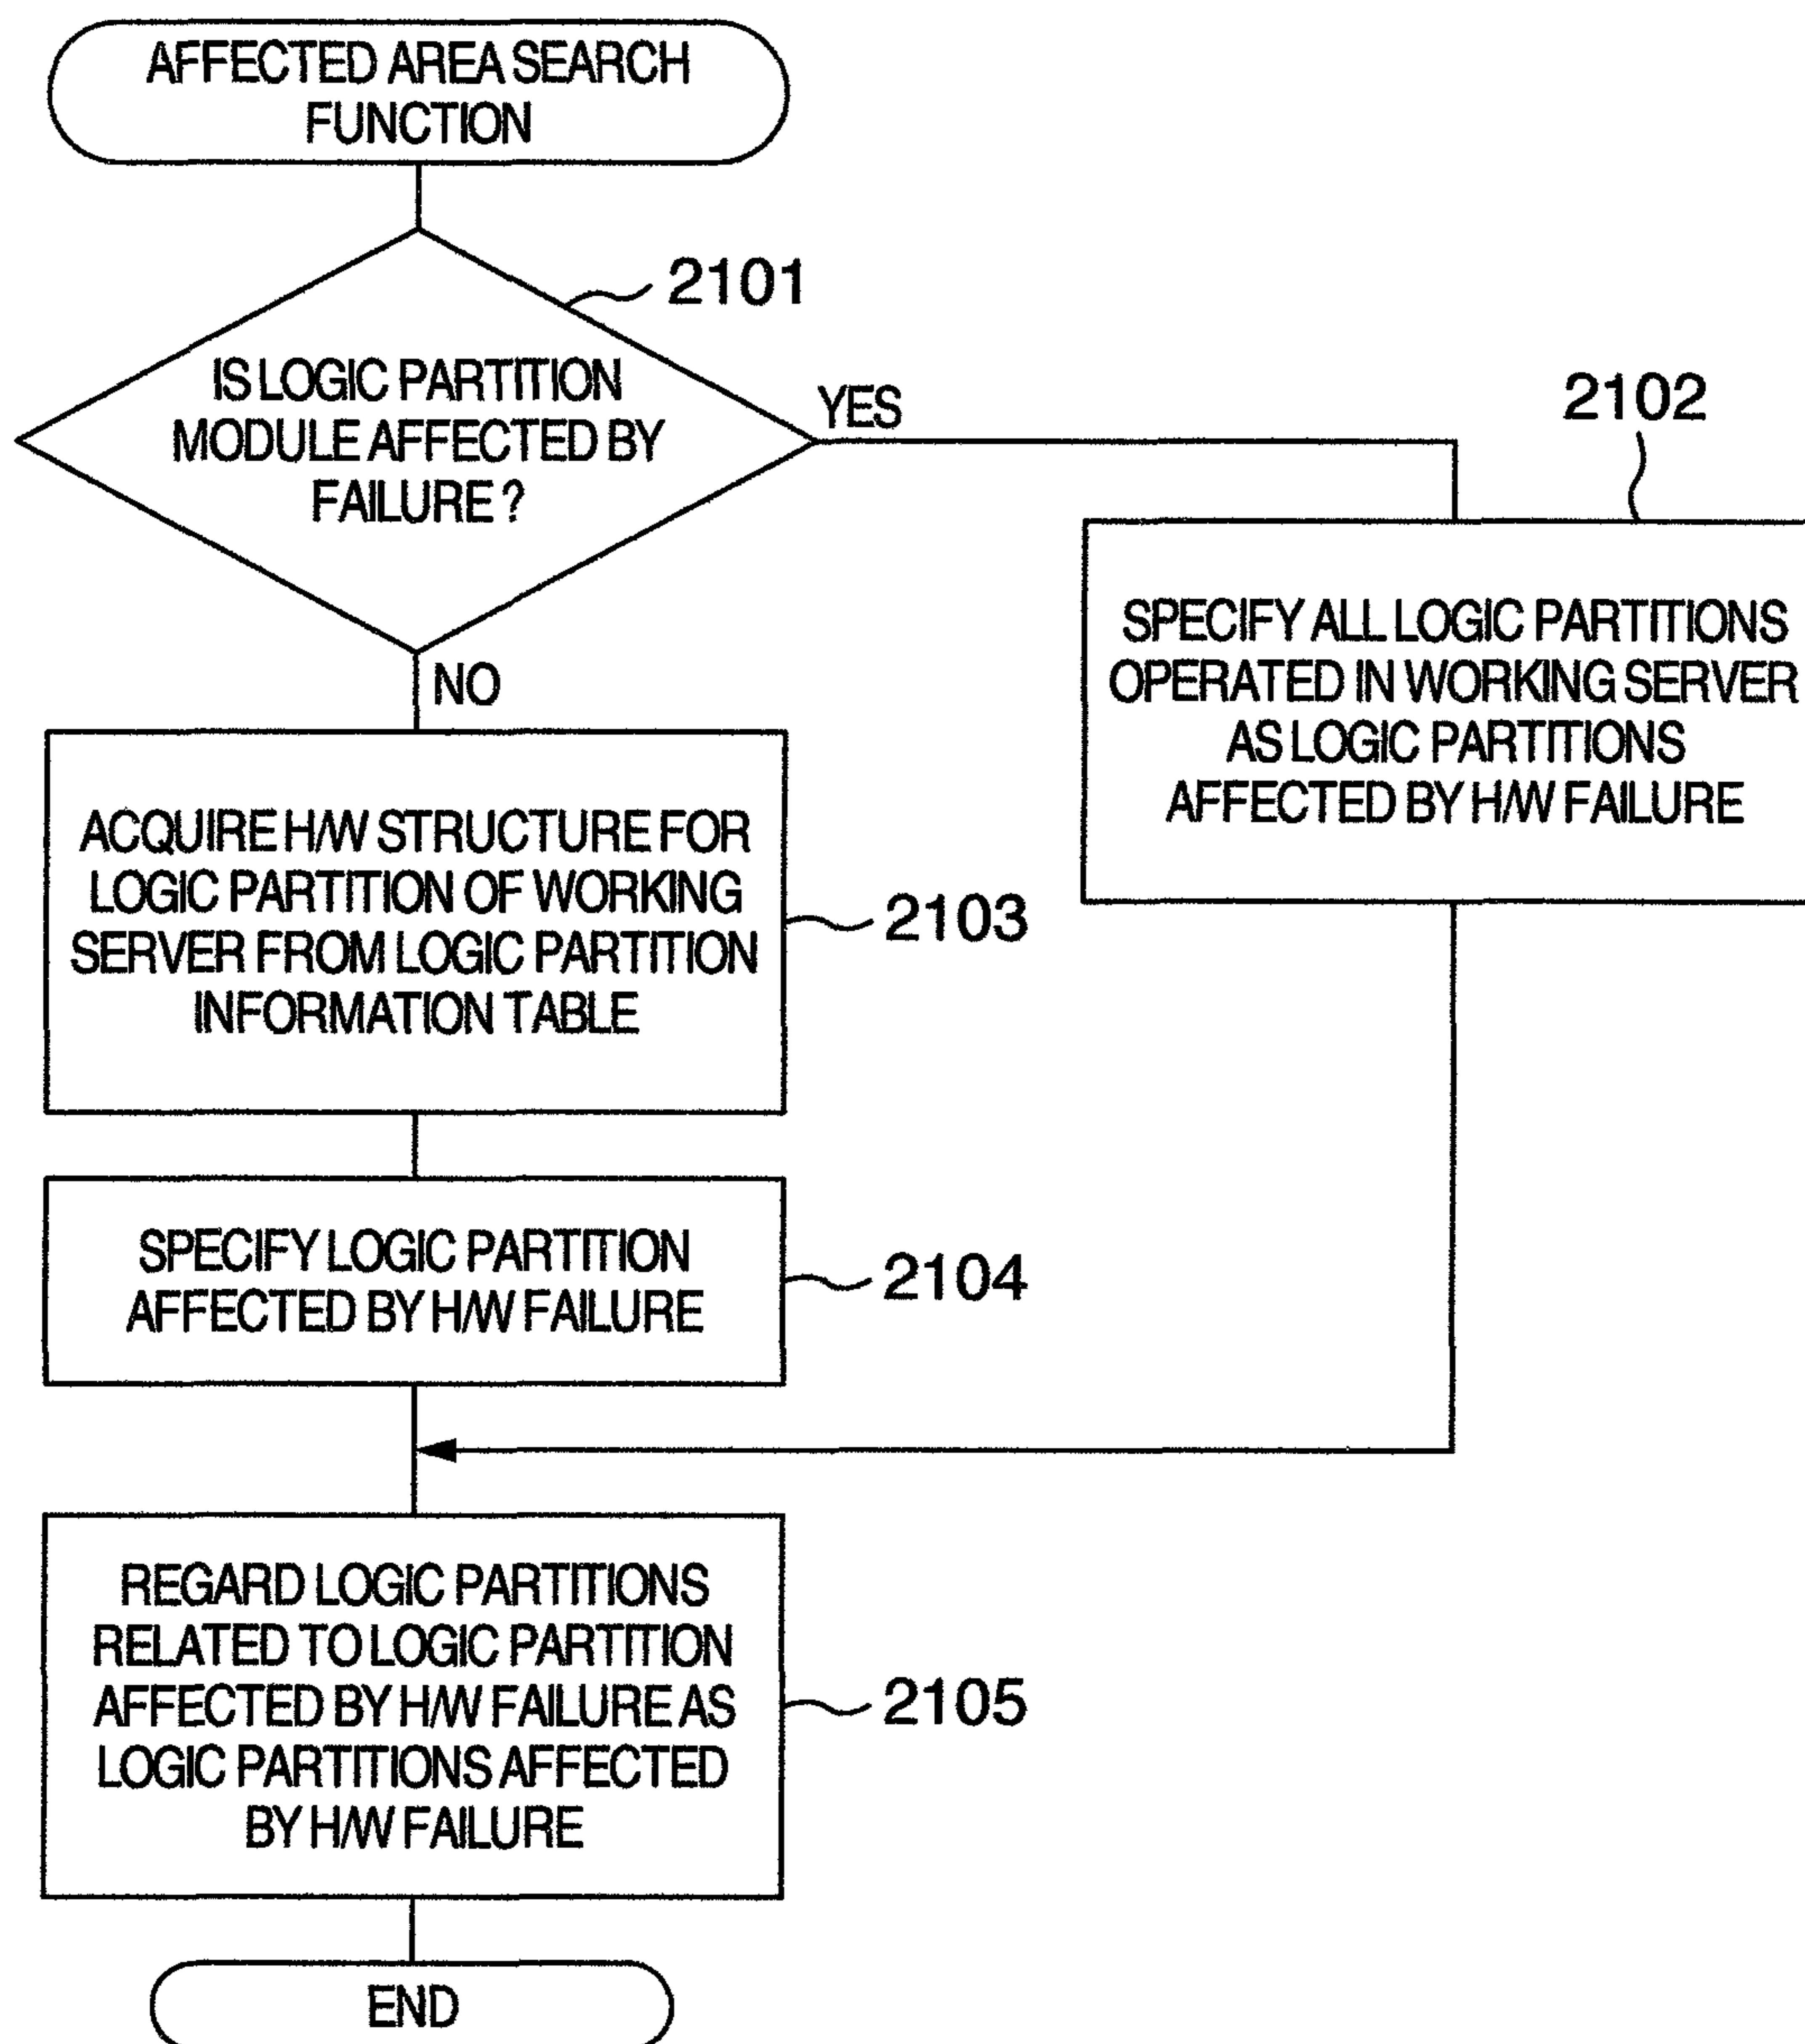 AFFECTED AREA SEARCH
FUNCTION
2101
IS LOGIC PARTITION
MODULE AFFECTED BY
FAILURE ?
YES
2102
SPECIFY ALL LOGIC PARTITIONS
OPERATED IN WORKING SERVER
AS LOGIC PARTITIONS
AFFECTED BY H/W FAILURE
NO
ACQUIRE H/W STRUCTURE FOR
LOGIC PARTITION OF WORKING
SERVER FROM LOGIC PARTITION
INFORMATION TABLE
2103
SPECIFY LOGIC PARTITION
AFFECTED BY H/W FAILURE
2104
REGARD LOGIC PARTITIONS
RELATED TO LOGIC PARTITION
AFFECTED BY H/W FAILURE AS
LOGIC PARTITIONS AFFECTED
BY H/W FAILURE
2105
END